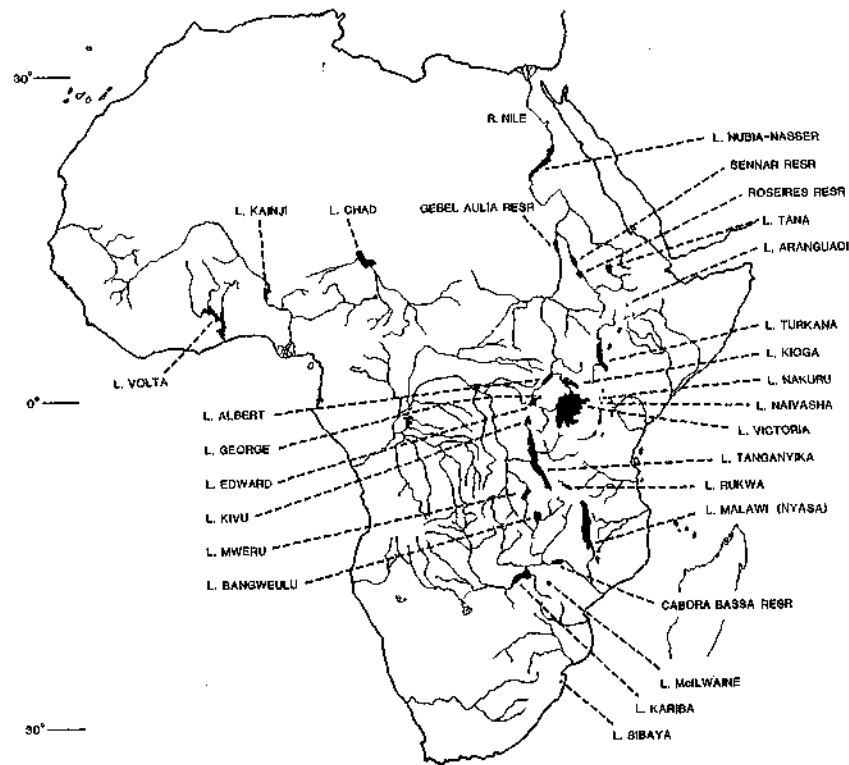 30°
R. NILE
L. NUBIA-NASSER
SENNAR RESR
ROSEIRES RESR
L. KAINJI
L. CHAD
GEBEL AULIA RESR
L. TANA
L. ARANGUADI
L. TURKANA
L. VOLTA
L. KIOGA
L. NAKURU
0°
L. ALBERT
L. NAIVASHA
L. VICTORIA
L. GEORGE
L. TANGANYIKA
L. EDWARD
L. RUKWA
L. KIVU
L. MALAWI (NYASA)
L. MWERU
L. BANGWEULU
CABORA BASSA RESR
L. McILWAINE
L. KARIBA
30°
L. SIBAYA